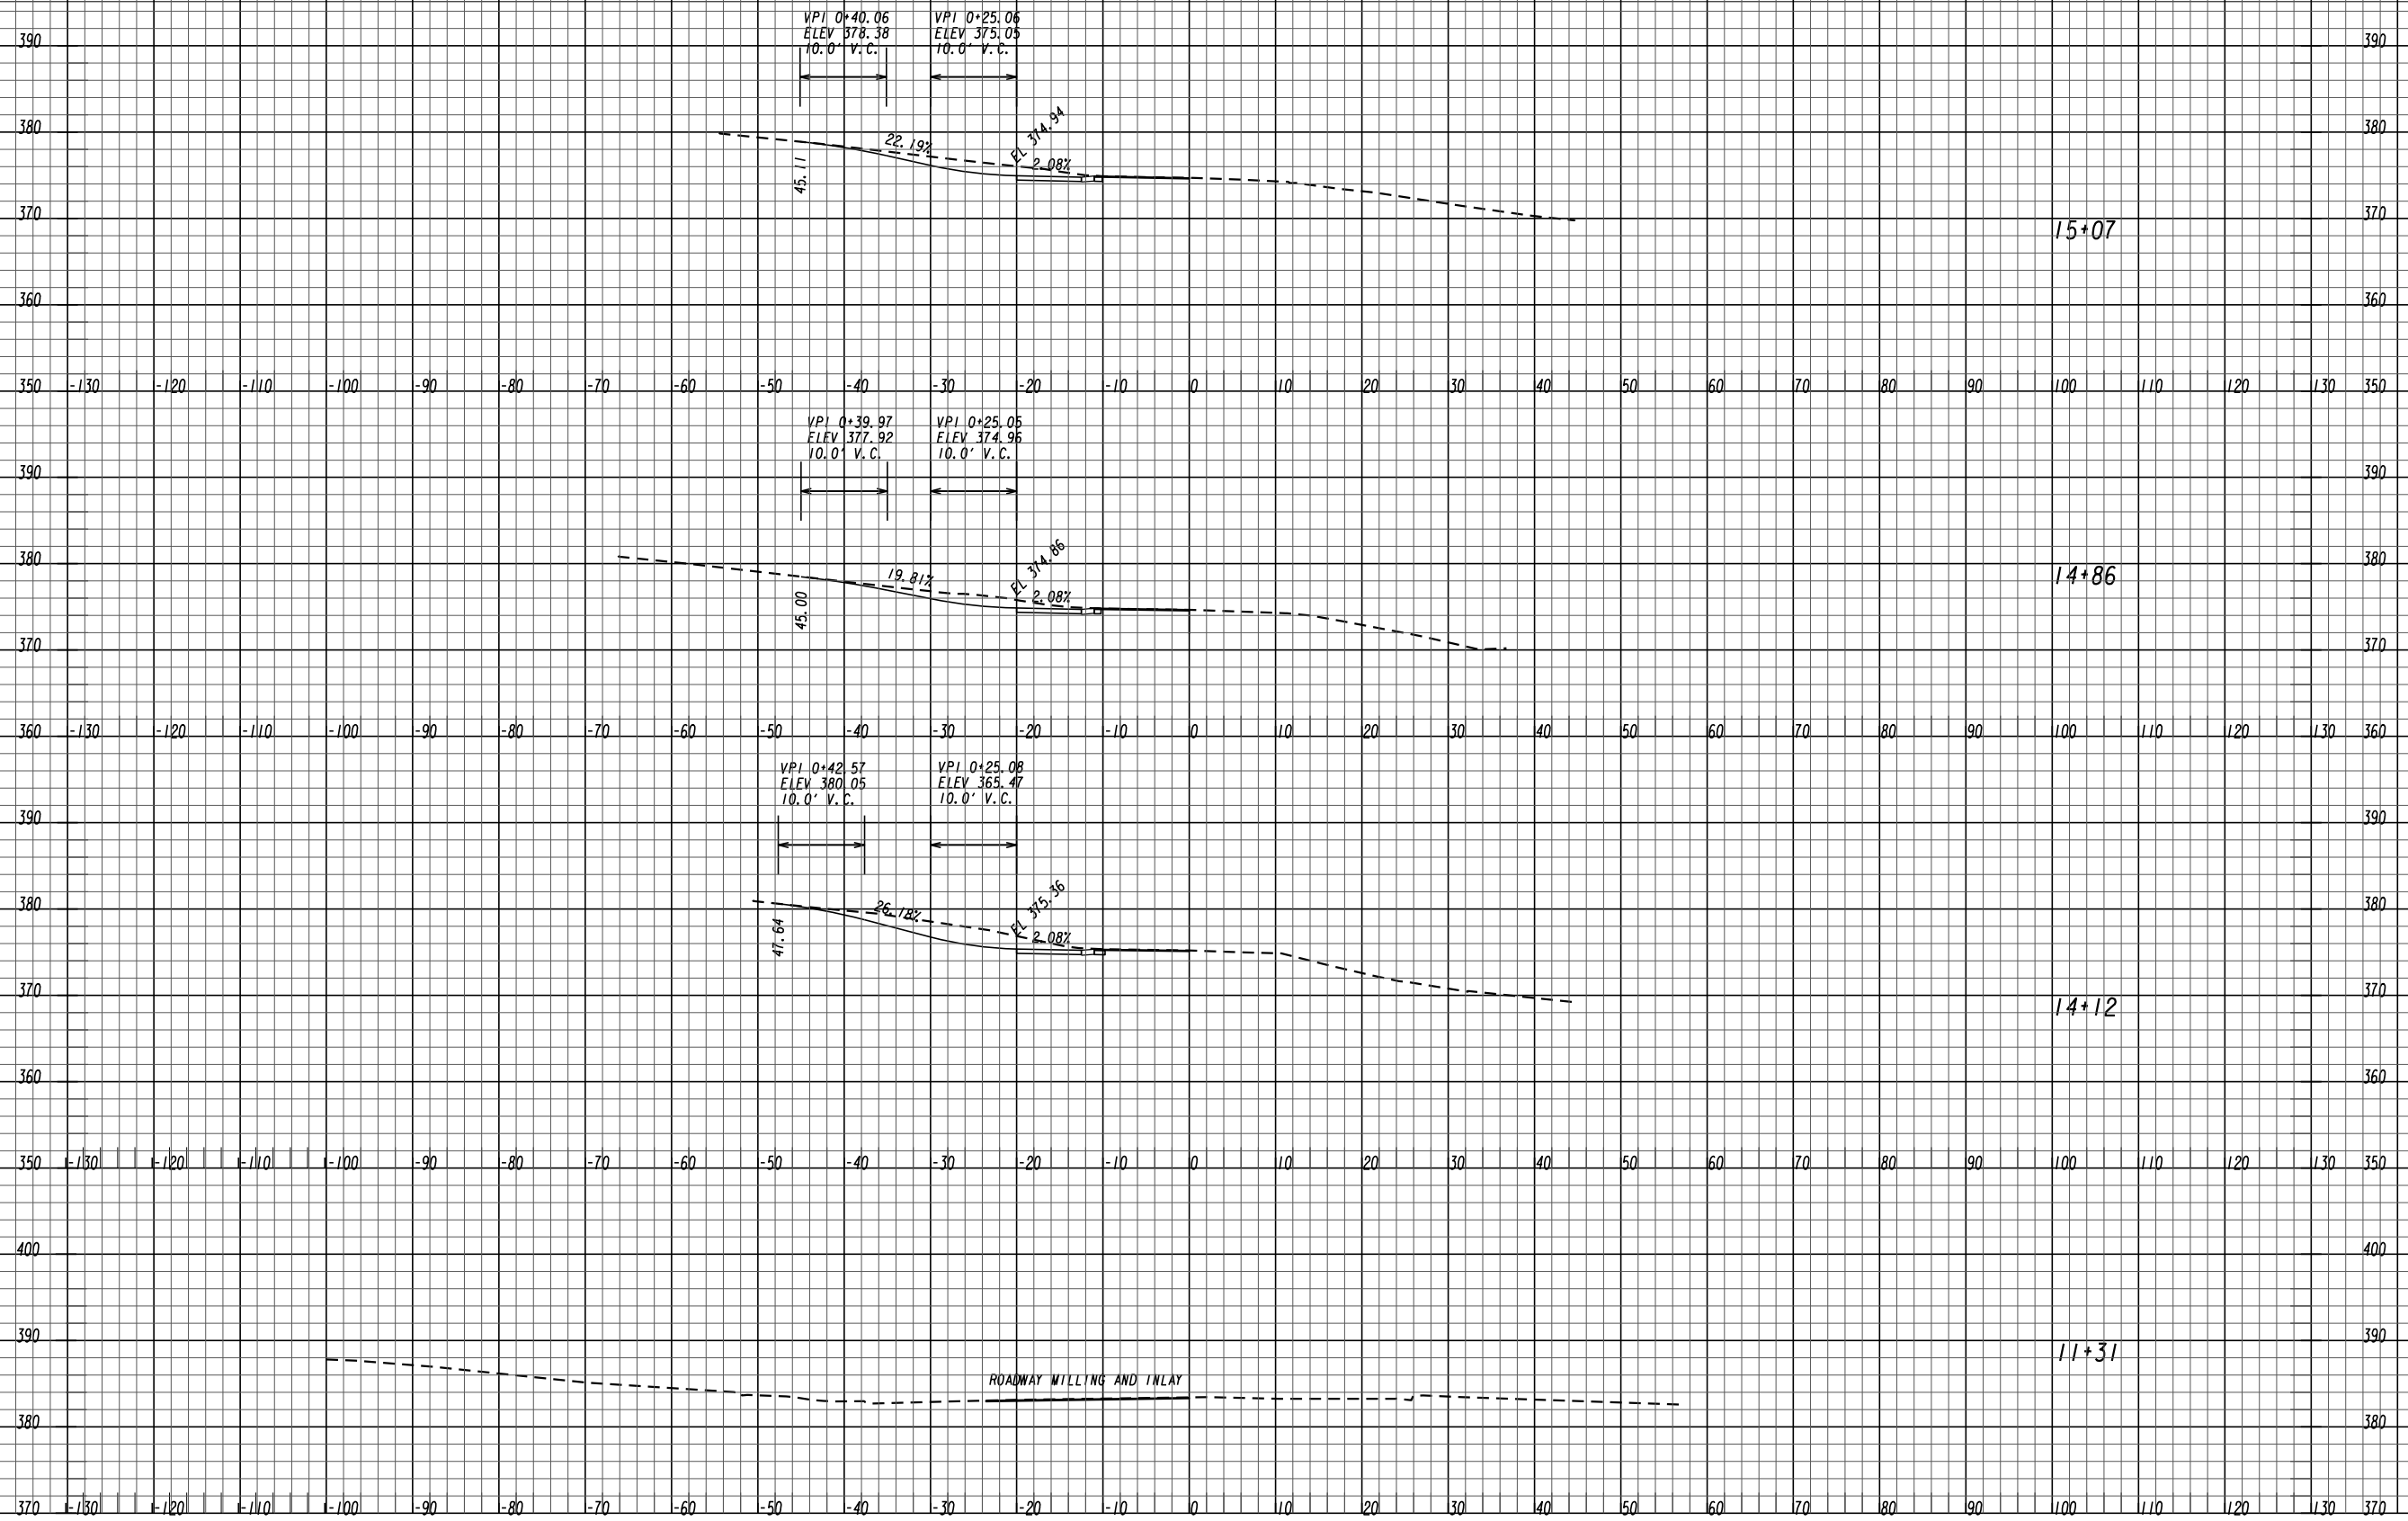 VPI 0+40.06 VPI 0+25.06
ELEV 378.38 ELEV 375.05
10.0' V.C. 10.0' V.C.
390 390
EL 374.94
380 22.19% 380
2.08%
45.11
370 370
15+07
360 360
350 -130 -120 -110 -100 -90 -80 -70 -60 -50 -40 -30 -20 -10 0 10 20 30 40 50 60 70 80 90 100 110 120 130 350
VPI 0+39.97 VPI 0+25.05
ELEV 377.92 ELEV 374.96
10.0' V.C. 10.0' V.C.
390 390
EL 374.86
380 380
14+86
19.81%
2.08%
45.00
370 370
360 -130 -120 -110 -100 -90 -80 -70 -60 -50 -40 -30 -20 -10 0 10 20 30 40 50 60 70 80 90 100 110 120 130 360
VPI 0+42.57 VPI 0+25.08
ELEV 380.05 ELEV 365.47
10.0' V.C. 10.0' V.C.
390 390
EL 375.36
380 26.18% 380
2.08%
47.64
370 370
14+12
360 360
350 -130 -120 -110 -100 -90 -80 -70 -60 -50 -40 -30 -20 -10 0 10 20 30 40 50 60 70 80 90 100 110 120 130 350
400 400
390 390
11+31
ROADWAY MILLING AND INLAY
380 380
370 -130 -120 -110 -100 -90 -80 -70 -60 -50 -40 -30 -20 -10 0 10 20 30 40 50 60 70 80 90 100 110 120 130 370